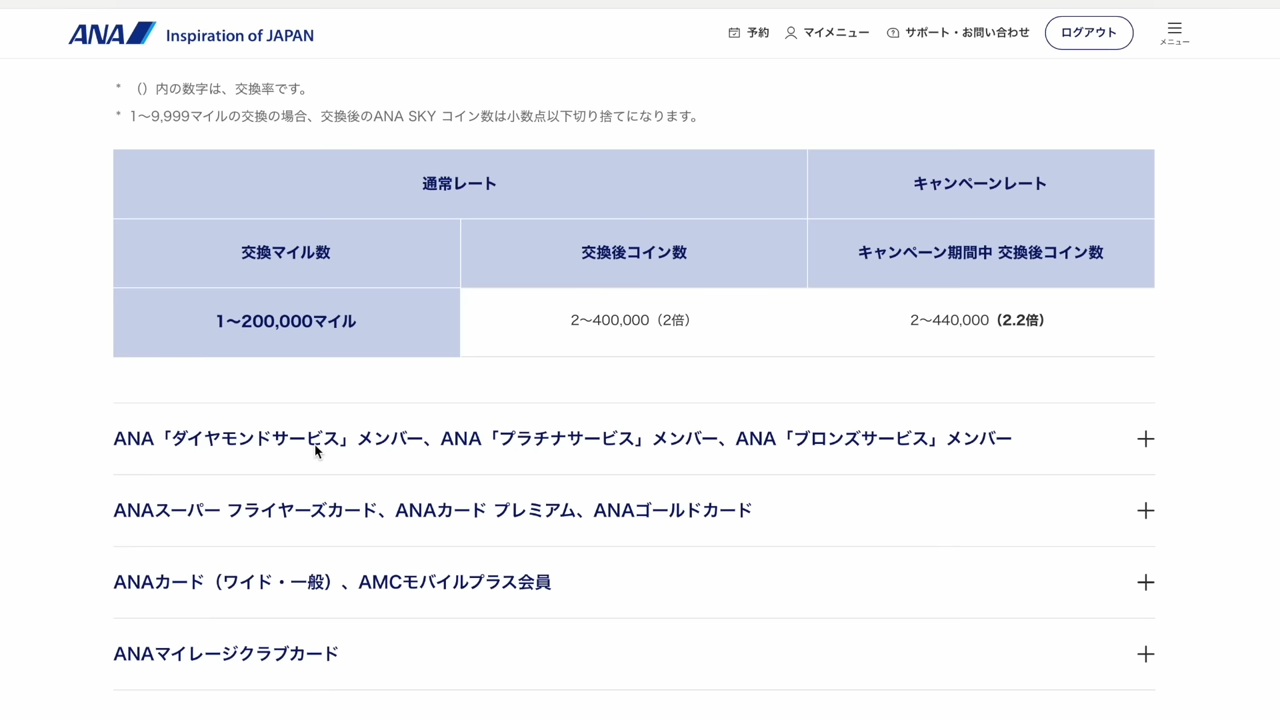 ANA Inspiration of JAPAN
予約
マイメニュー
サポート・お問い合わせ
ログアウト
メニュー
* （）内の数字は、交換率です。
* 1〜9,999マイルの交換の場合、交換後のANA SKY コイン数は小数点以下切り捨てになります。
通常レート
キャンペーンレート
交換マイル数
交換後コイン数
キャンペーン期間中 交換後コイン数
1〜200,000マイル
2〜400,000（2倍）
2〜440,000（2.2倍）
ANA「ダイヤモンドサービス」メンバー、ANA「プラチナサービス」メンバー、ANA「ブロンズサービス」メンバー
ANAスーパー フライヤーズカード、ANAカード プレミアム、ANAゴールドカード
ANAカード（ワイド・一般）、AMCモバイルプラス会員
ANAマイレージクラブカード